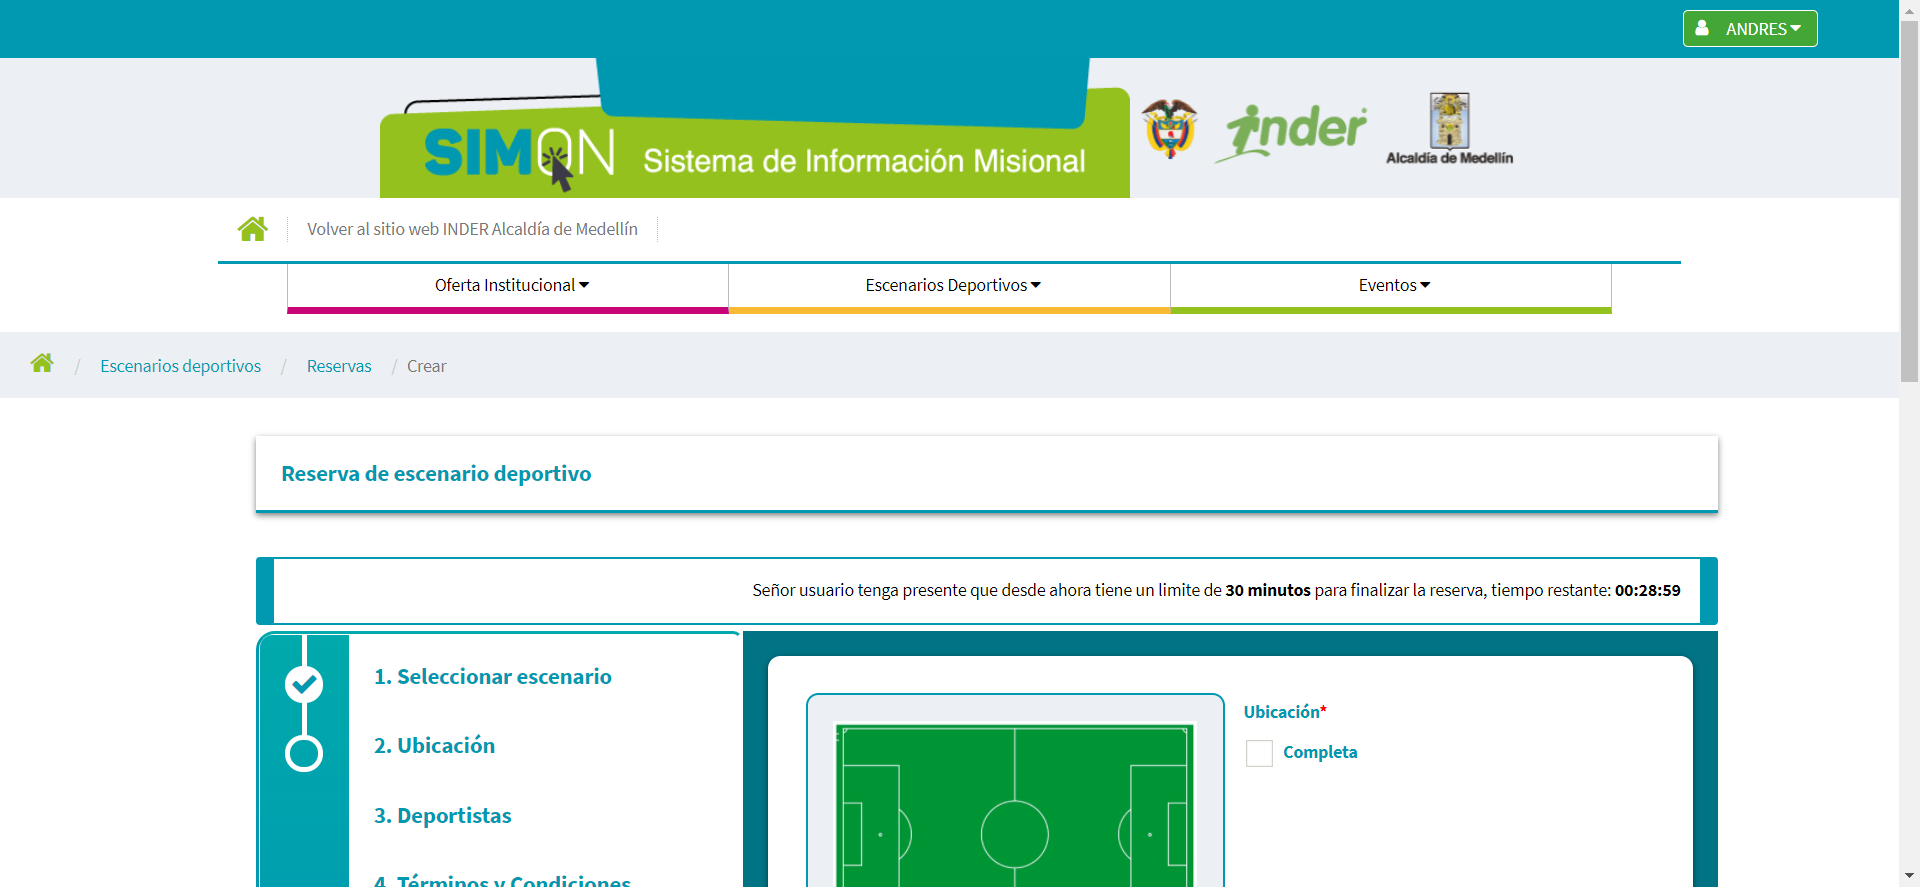 ANDRES
SIMON Sistema de Información Misional
inder
Alcaldía de Medellín
Volver al sitio web INDER Alcaldía de Medellín
Oferta Institucional
Escenarios Deportivos
Eventos
/ Escenarios deportivos / Reservas / Crear
Reserva de escenario deportivo
Señor usuario tenga presente que desde ahora tiene un limite de 30 minutos para finalizar la reserva, tiempo restante: 00:28:59
1. Seleccionar escenario
2. Ubicación
3. Deportistas
4. Términos y Condiciones
Ubicación*
Completa